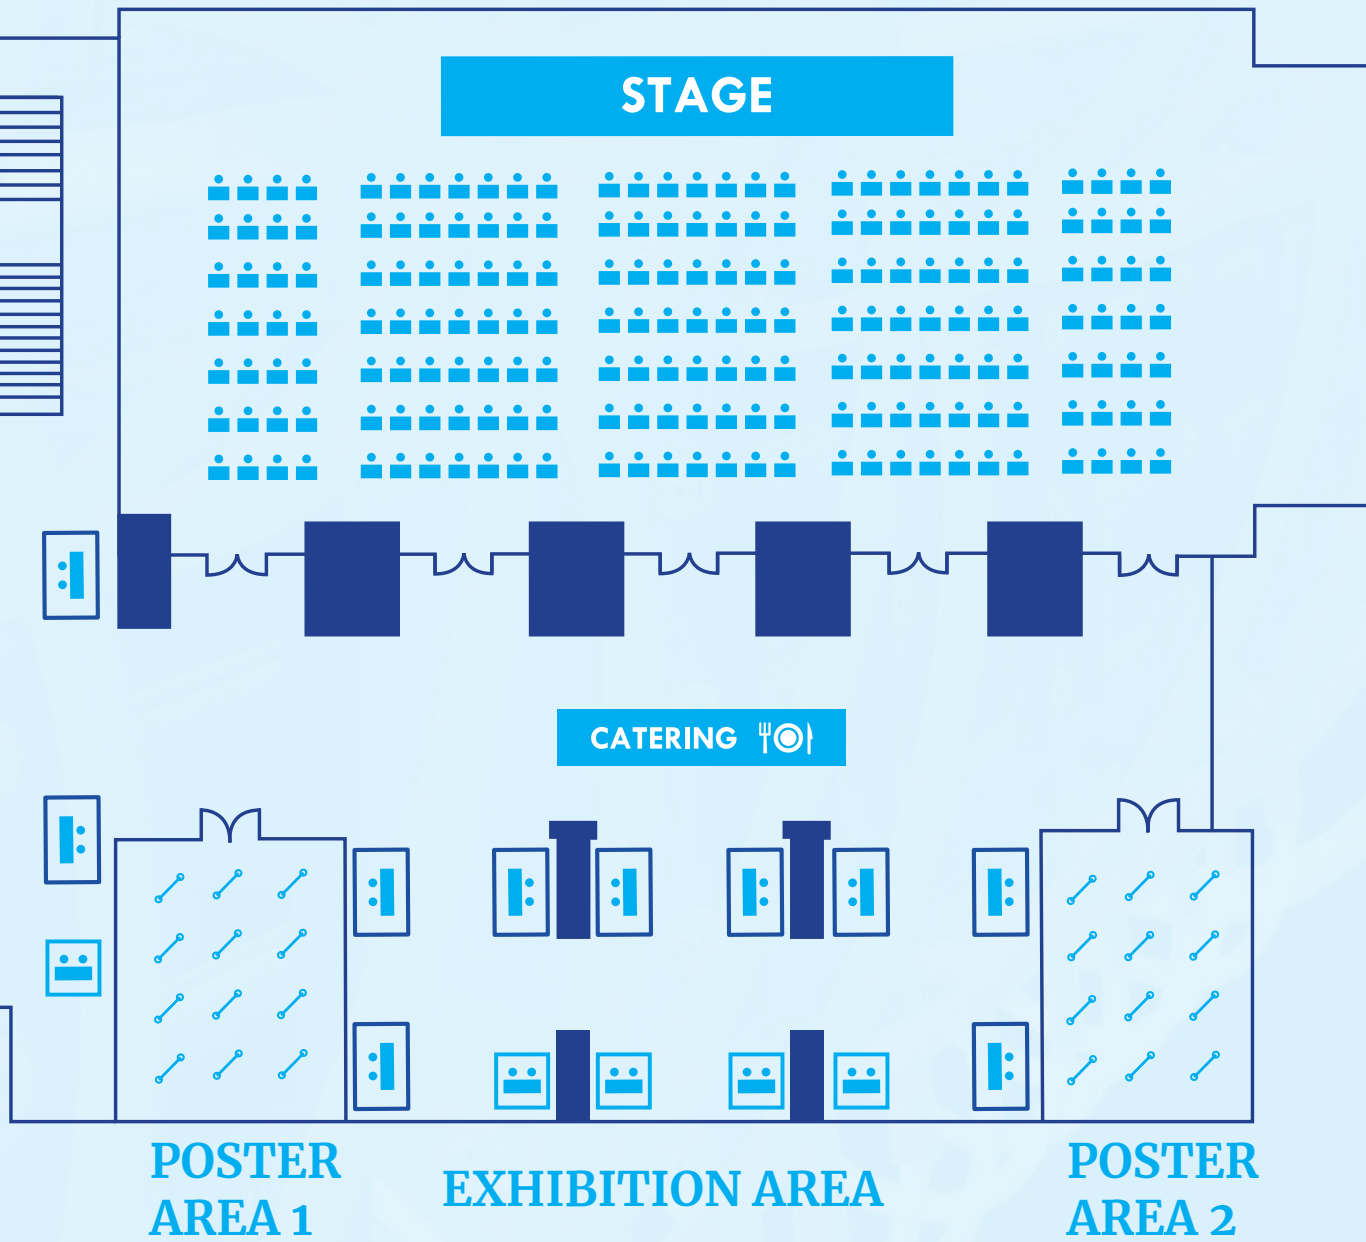 STAGE
CATERING
POSTER
AREA 1
EXHIBITION AREA
POSTER
AREA 2